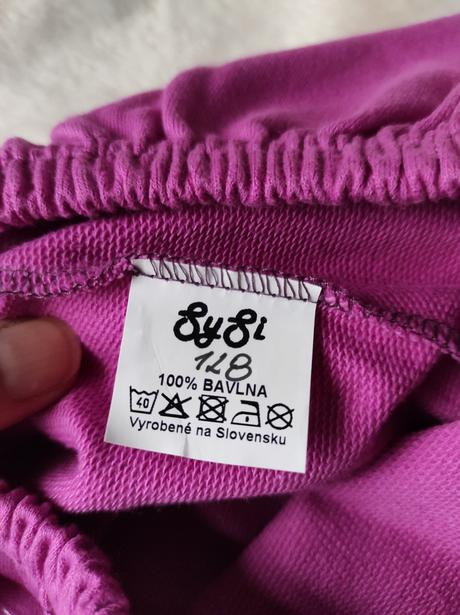 SySi
128
100% BAVLNA
40
Vyrobené na Slovensku